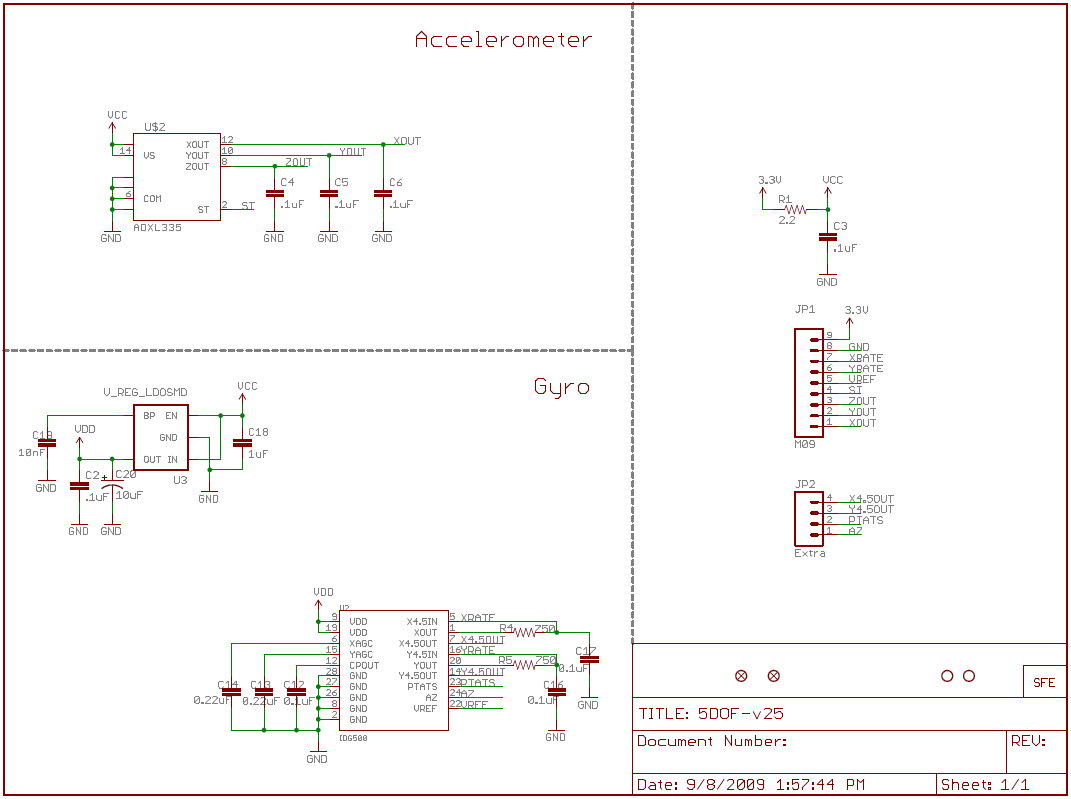 Accelerometer
VCC
U$2
14 VS
XOUT 12
YOUT 10
ZOUT 8
6 COM
ST 2 ST
ADXL335
XOUT
YOUT
ZOUT
C4
.1uF
C5
.1uF
C6
.1uF
GND
GND
GND
GND
3.3V
VCC
R1
2.2
C3
.1uF
GND
JP1
3.3V
9
8 GND
7 XRATE
6 YRATE
5 VREF
4 ST
3 ZOUT
2 YOUT
1 XOUT
M09
JP2
4 X4.5OUT
3 Y4.5OUT
2 PTATS
1 AZ
Extra
Gyro
V_REG_LDOSMD
VCC
BP EN
GND
OUT IN
U3
10nF
VDD
C2
.1uF
C20
10uF
C18
1uF
GND
GND
GND
GND
VDD
U2
9 VDD
19 VDD
6 XAGC
15 YAGC
12 CPOUT
28 GND
27 GND
26 GND
8 GND
2 GND
X4.5IN 5 XRATE
XOUT 1
X4.5OUT 7 X4.5OUT
Y4.5IN 16 YRATE
YOUT 20
Y4.5OUT 14 Y4.5OUT
PTATS 23 PTATS
AZ 24 AZ
VREF 22 VREF
IDG500
R4 750
R5 750
C17
0.1uF
C16
0.1uF
C14
0.22uF
C13
0.22uF
C12
0.1uF
GND
GND
GND
SFE
TITLE: 5DOF-v25
Document Number:
REV:
Date: 9/8/2009 1:57:44 PM
Sheet: 1/1